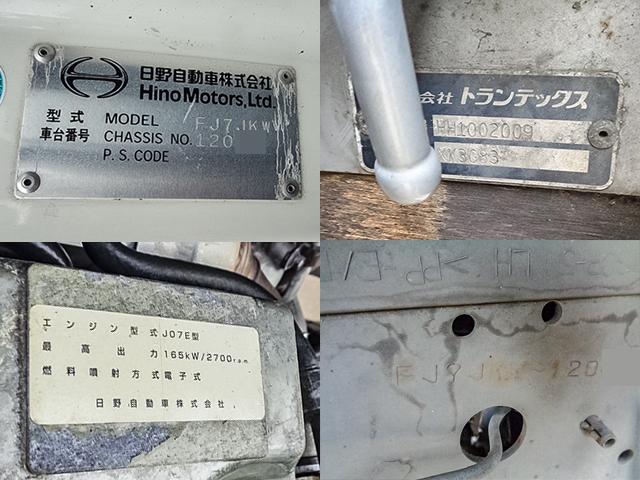 日野自動車株式会社
Hino Motors, Ltd.
型式 MODEL FJ7JKW
車台番号 CHASSIS NO. 120
P. S. CODE
会社 トランテックス
HH1002009
エンジン型式 J07E型
最高出力 165kW/2700r.p.m.
燃料噴射方式 電子式
日野自動車株式会社